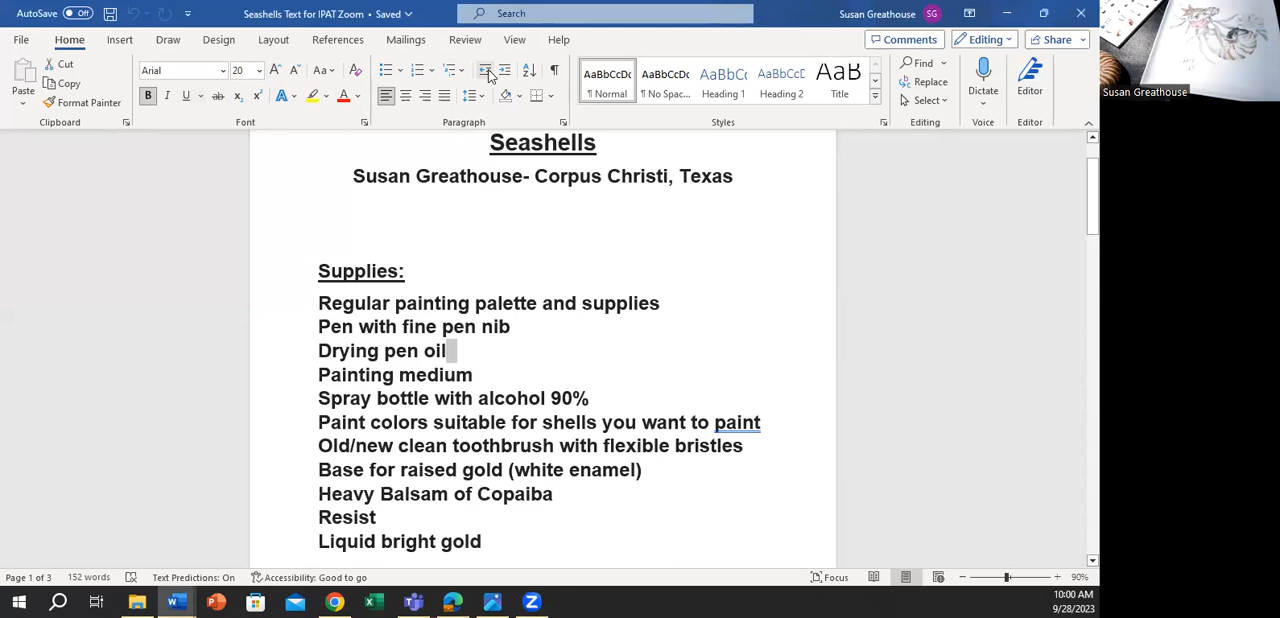 AutoSave Off Seashells Text for IPAT Zoom • Saved Search Susan Greathouse SG
File Home Insert Draw Design Layout References Mailings Review View Help Comments Editing Share
Paste Cut Copy Format Painter Clipboard
Arial 20 Aa Font
Paragraph
AaBbCcDc AaBbCcDc AaBbCc AaBbCcD AaB
¶ Normal ¶ No Spac... Heading 1 Heading 2 Title
Styles
Find Replace Select Editing
Dictate Voice
Editor Editor
Susan Greathouse
Seashells
Susan Greathouse- Corpus Christi, Texas
Supplies:
Regular painting palette and supplies
Pen with fine pen nib
Drying pen oil
Painting medium
Spray bottle with alcohol 90%
Paint colors suitable for shells you want to paint
Old/new clean toothbrush with flexible bristles
Base for raised gold (white enamel)
Heavy Balsam of Copaiba
Resist
Liquid bright gold
Page 1 of 3 152 words Text Predictions: On Accessibility: Good to go Focus 90%
10:00 AM
9/28/2023